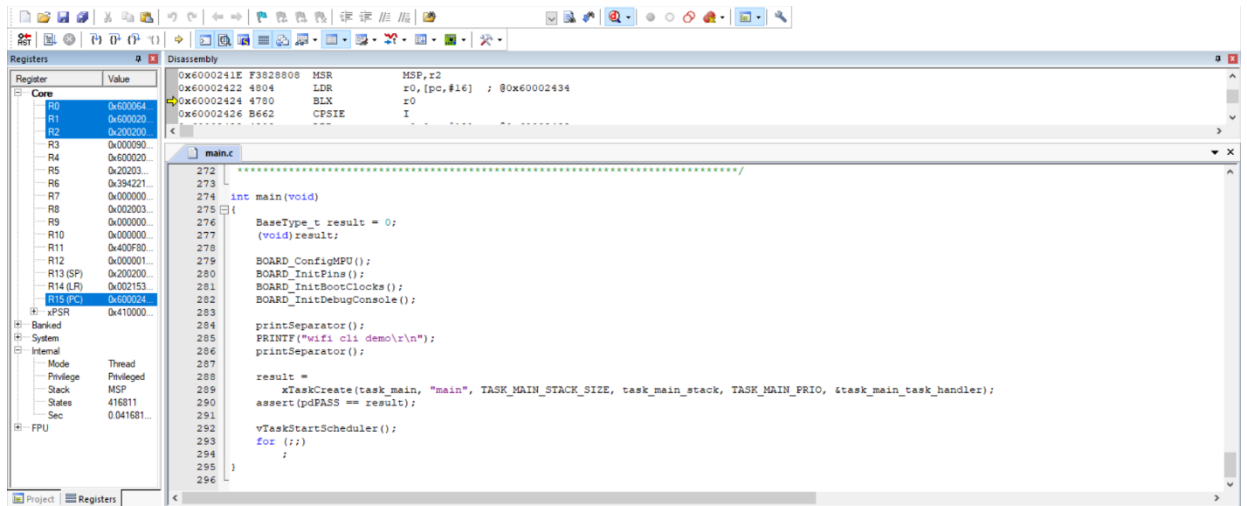 RST
Registers
Register Value
Core
R0 0x600064...
R1 0x600020...
R2 0x200200...
R3 0x000090...
R4 0x600020...
R5 0x20203...
R6 0x394221...
R7 0x000000...
R8 0x002003...
R9 0x000000...
R10 0x000000...
R11 0x400F80...
R12 0x000001...
R13 (SP) 0x200200...
R14 (LR) 0x002153...
R15 (PC) 0x600024...
xPSR 0x410000...
Banked
System
Internal
Mode Thread
Privilege Privileged
Stack MSP
States 416811
Sec 0.041681...
FPU
Project Registers
Disassembly
0x6000241E F3828808 MSR MSP,r2
0x60002422 4804 LDR r0,[pc,#16] ; @0x60002434
0x60002424 4780 BLX r0
0x60002426 B662 CPSIE I
main.c
272 ******************************************************************************/
273
274 int main(void)
275 {
276 BaseType_t result = 0;
277 (void)result;
278
279 BOARD_ConfigMPU();
280 BOARD_InitPins();
281 BOARD_InitBootClocks();
282 BOARD_InitDebugConsole();
283
284 printSeparator();
285 PRINTF("wifi cli demo\r\n");
286 printSeparator();
287
288 result =
289 xTaskCreate(task_main, "main", TASK_MAIN_STACK_SIZE, task_main_stack, TASK_MAIN_PRIO, &task_main_task_handler);
290 assert(pdPASS == result);
291
292 vTaskStartScheduler();
293 for (;;)
294 ;
295 }
296